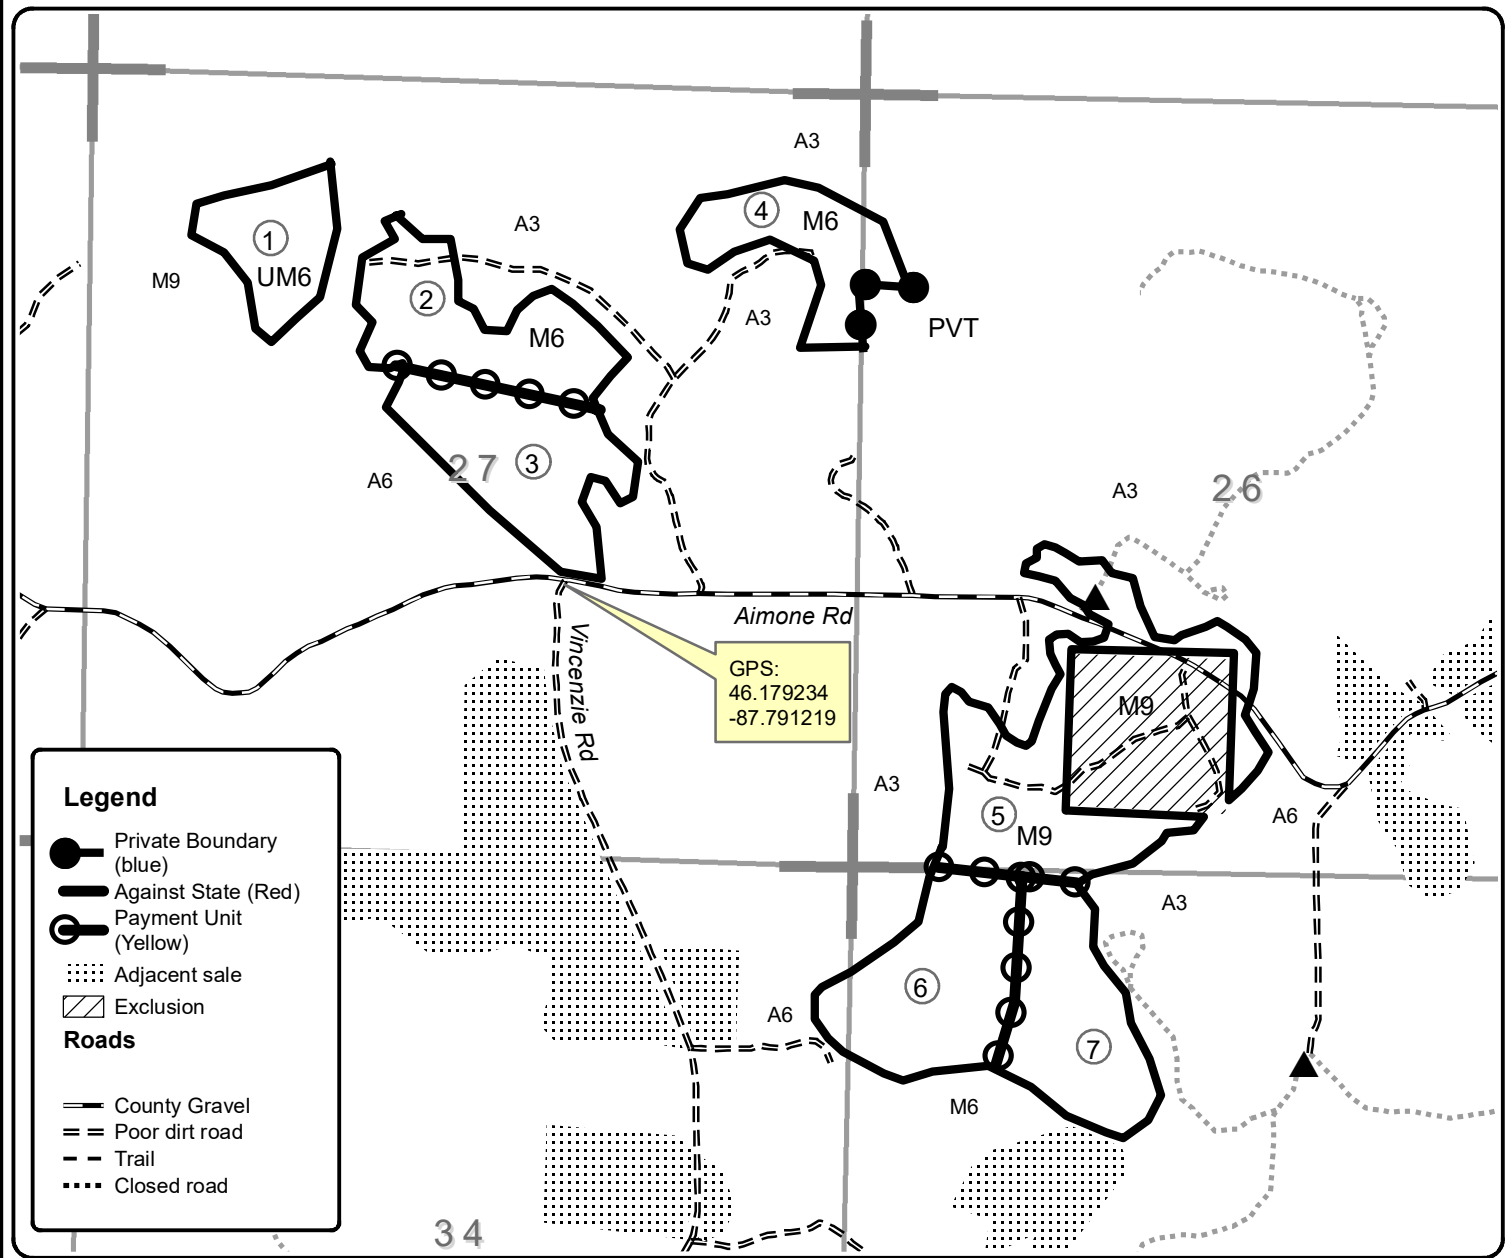 A3
4
M6
A3
1
UM6
M9
2
M6
A3
PVT
27
3
A6
A3
26
Aimone Rd
Vincenzie Rd
GPS:
46.179234
-87.791219
M9
A3
5
M9
A6
A3
6
A6
7
M6
34
Legend
Private Boundary
(blue)
Against State (Red)
Payment Unit
(Yellow)
Adjacent sale
Exclusion
Roads
County Gravel
Poor dirt road
Trail
Closed road